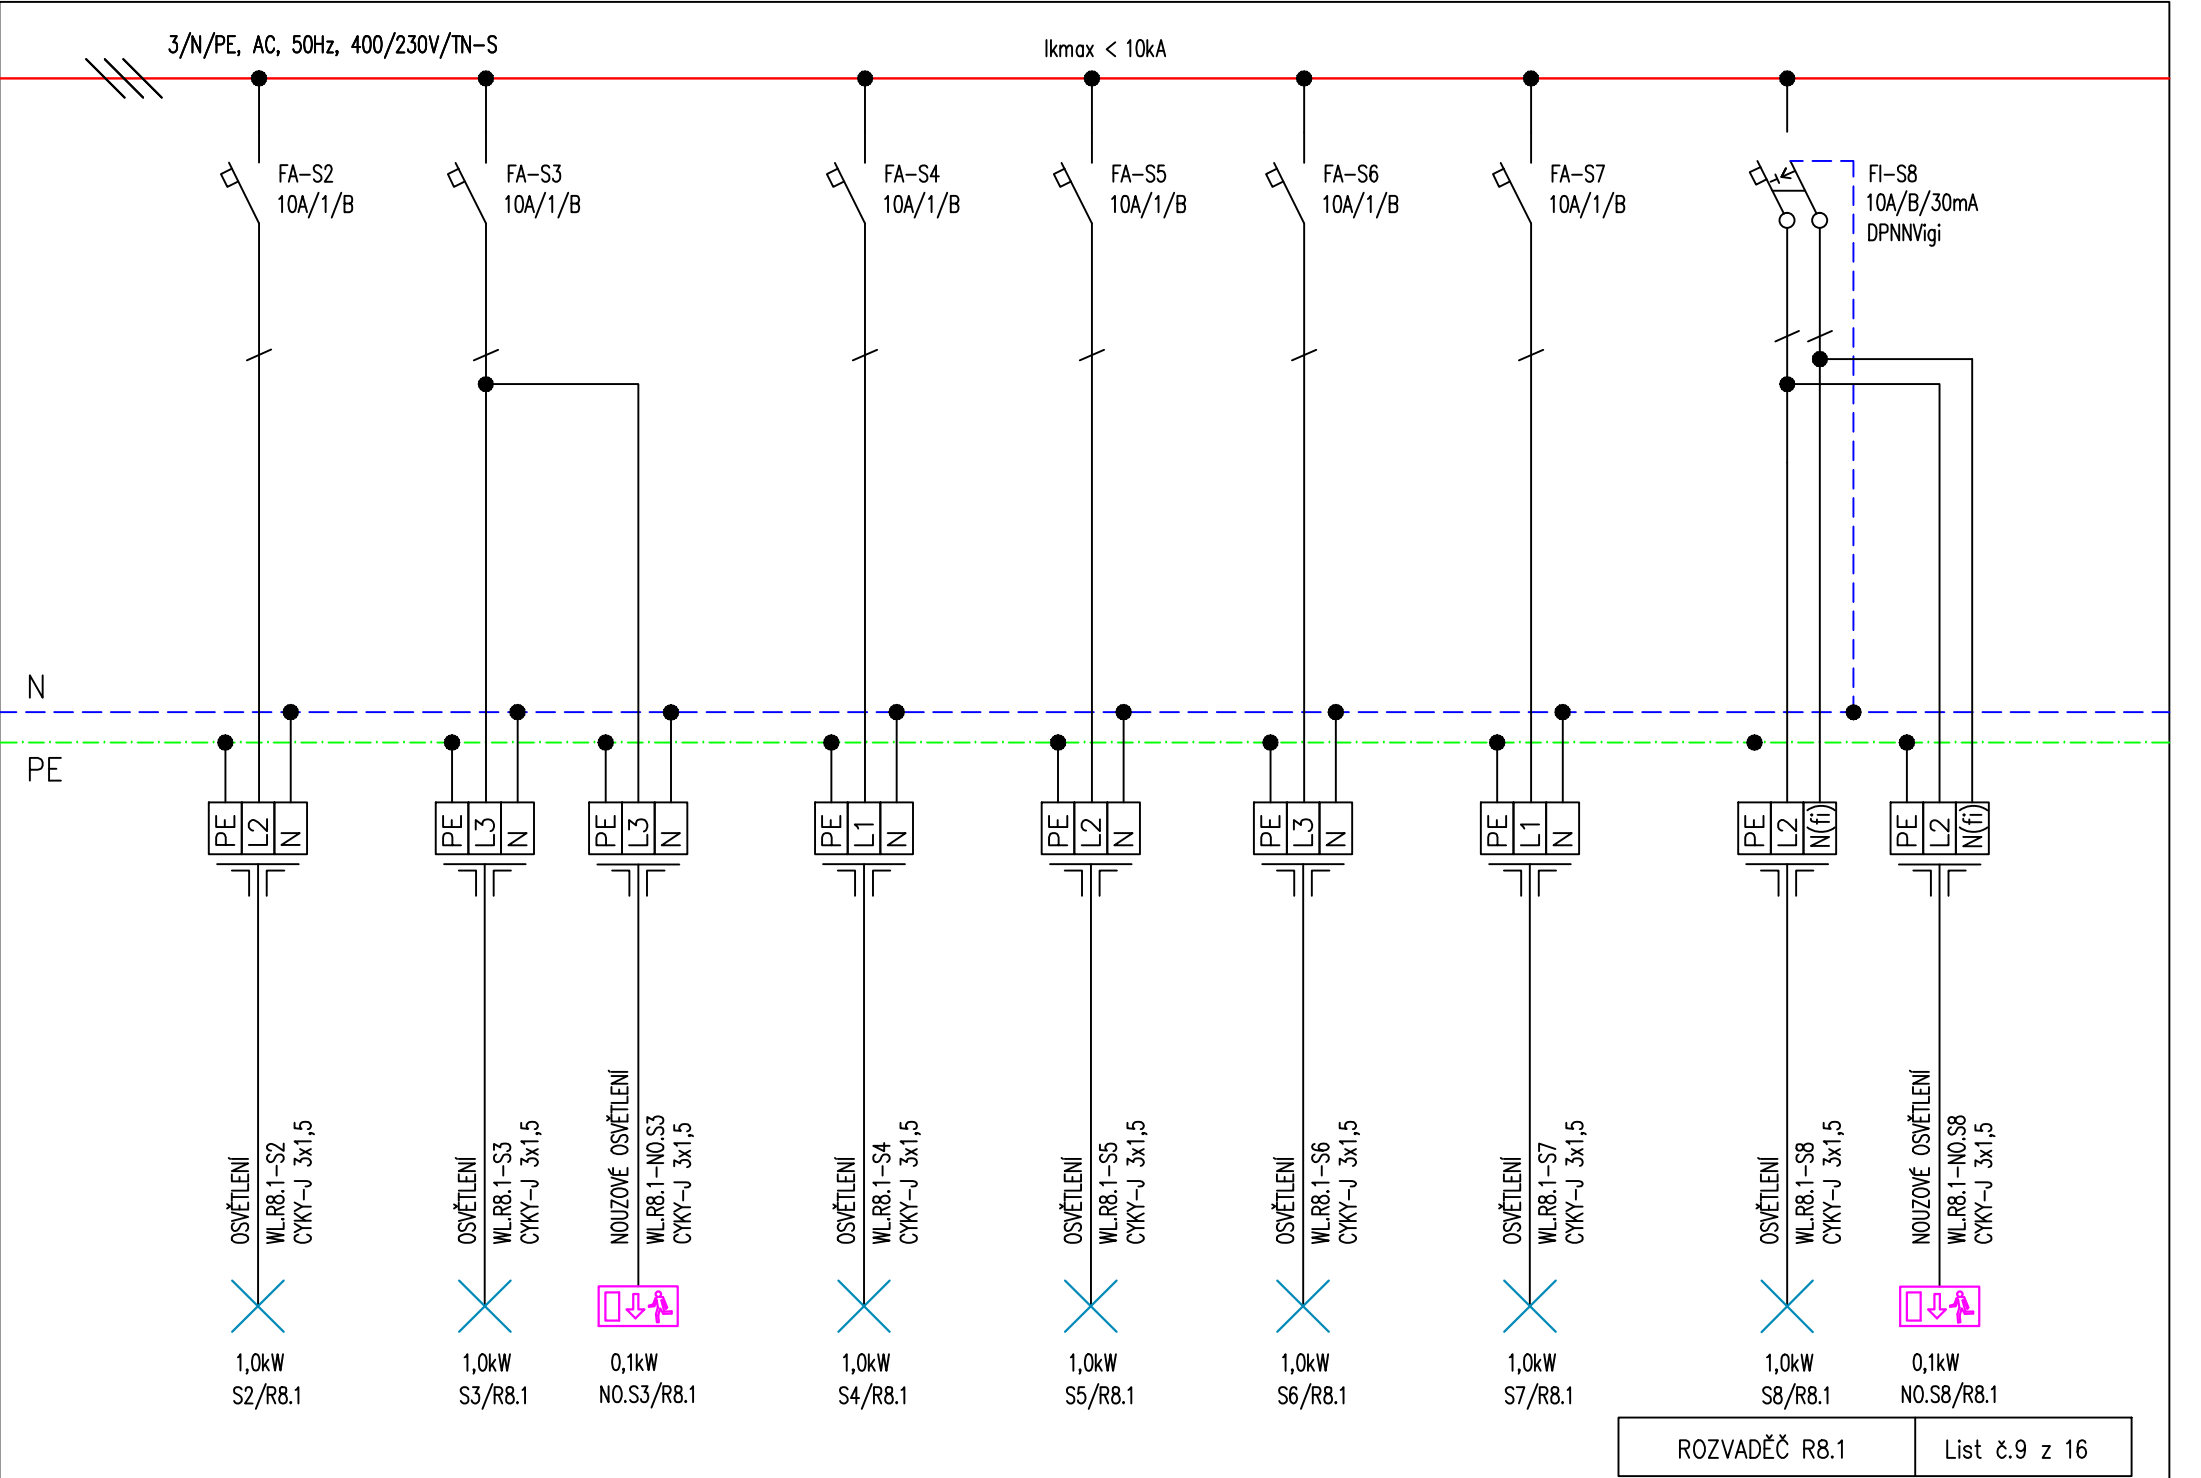 3/N/PE, AC, 50Hz, 400/230V/TN-S
Ikmax < 10kA
FA-S2
10A/1/B
FA-S3
10A/1/B
FA-S4
10A/1/B
FA-S5
10A/1/B
FA-S6
10A/1/B
FA-S7
10A/1/B
FI-S8
10A/B/30mA
DPNNVigi
N
PE
PE L2 N
PE L3 N
PE L3 N
PE L1 N
PE L2 N
PE L3 N
PE L1 N
PE L2 N(fi)
PE L2 N(fi)
OSVĚTLENÍ
WL.R8.1-S2
CYKY-J 3x1,5
OSVĚTLENÍ
WL.R8.1-S3
CYKY-J 3x1,5
NOUZOVÉ OSVĚTLENÍ
WL.R8.1-NO.S3
CYKY-J 3x1,5
OSVĚTLENÍ
WL.R8.1-S4
CYKY-J 3x1,5
OSVĚTLENÍ
WL.R8.1-S5
CYKY-J 3x1,5
OSVĚTLENÍ
WL.R8.1-S6
CYKY-J 3x1,5
OSVĚTLENÍ
WL.R8.1-S7
CYKY-J 3x1,5
OSVĚTLENÍ
WL.R8.1-S8
CYKY-J 3x1,5
NOUZOVÉ OSVĚTLENÍ
WL.R8.1-NO.S8
CYKY-J 3x1,5
1,0kW
S2/R8.1
1,0kW
S3/R8.1
0,1kW
NO.S3/R8.1
1,0kW
S4/R8.1
1,0kW
S5/R8.1
1,0kW
S6/R8.1
1,0kW
S7/R8.1
1,0kW
S8/R8.1
0,1kW
NO.S8/R8.1
ROZVADĚČ R8.1
List č.9 z 16